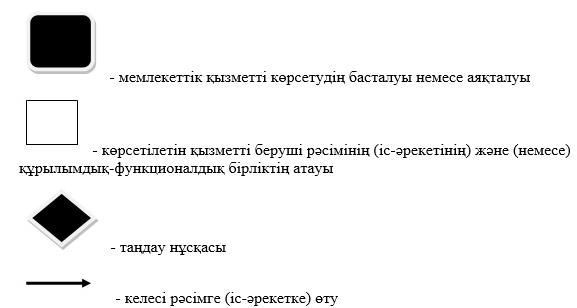 - мемлекеттік қызметті көрсетудің басталуы немесе аяқталуы
- көрсетілетін қызметті беруші рәсімінің (іс-әрекетінің) және (немесе)
құрылымдық-функционалдық бірліктің атауы
- таңдау нұсқасы
- келесі рәсімге (іс-әрекетке) өту